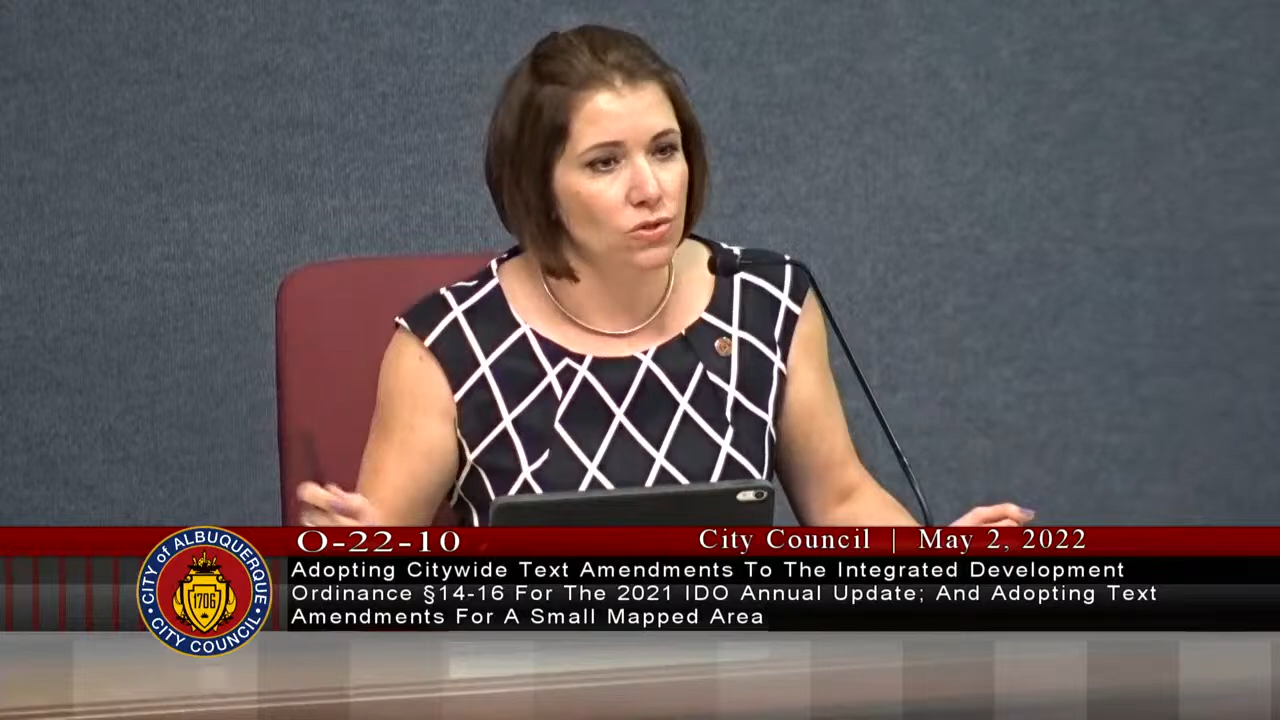 O-22-10
City Council | May 2, 2022
Adopting Citywide Text Amendments To The Integrated Development
Ordinance §14-16 For The 2021 IDO Annual Update; And Adopting Text
Amendments For A Small Mapped Area
CITY of ALBUQUERQUE
1706
CITY COUNCIL